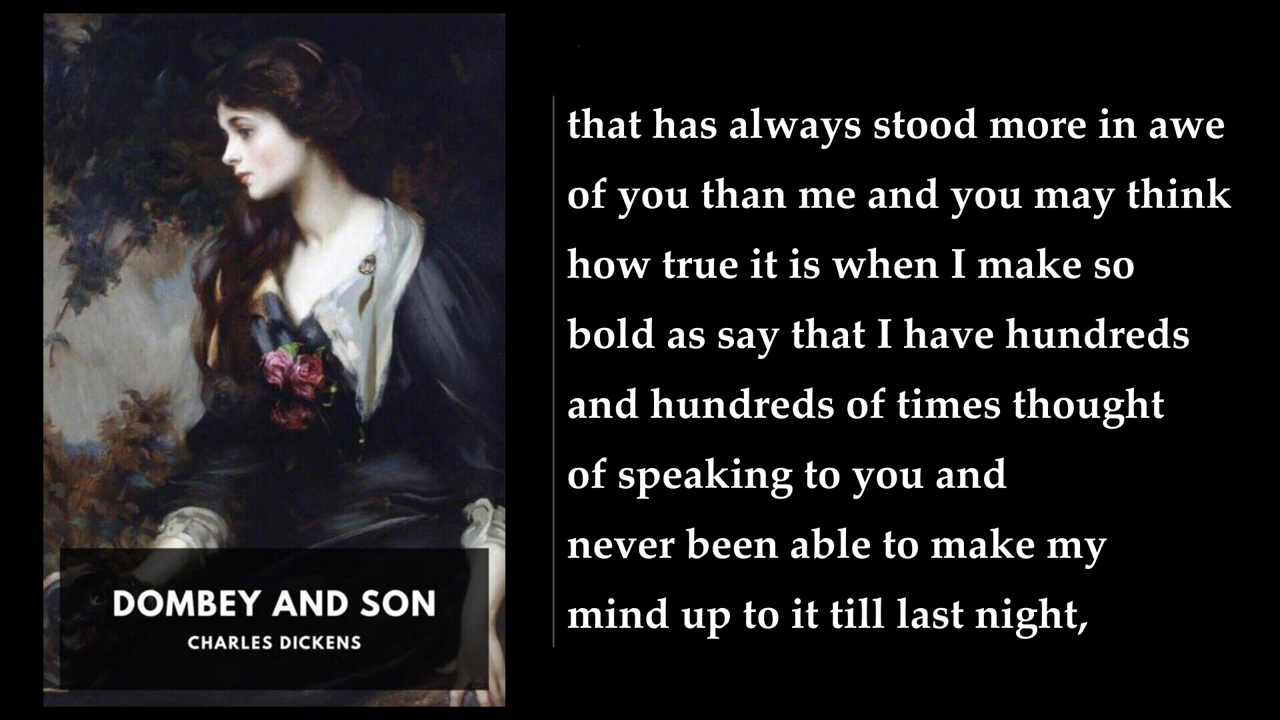 DOMBEY AND SON
CHARLES DICKENS
that has always stood more in awe
of you than me and you may think
how true it is when I make so
bold as say that I have hundreds
and hundreds of times thought
of speaking to you and
never been able to make my
mind up to it till last night,